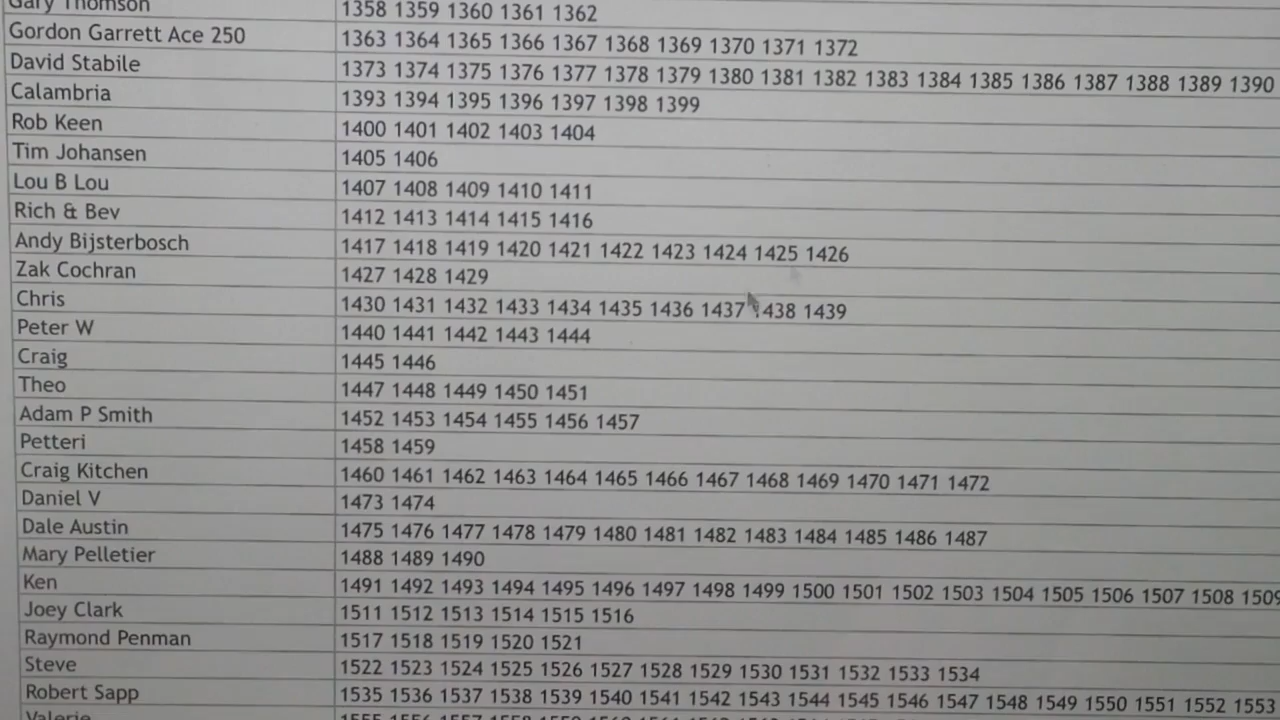 Gary Thomson 1358 1359 1360 1361 1362
Gordon Garrett Ace 250 1363 1364 1365 1366 1367 1368 1369 1370 1371 1372
David Stabile 1373 1374 1375 1376 1377 1378 1379 1380 1381 1382 1383 1384 1385 1386 1387 1388 1389 1390
Calambria 1393 1394 1395 1396 1397 1398 1399
Rob Keen 1400 1401 1402 1403 1404
Tim Johansen 1405 1406
Lou B Lou 1407 1408 1409 1410 1411
Rich & Bev 1412 1413 1414 1415 1416
Andy Bijsterbosch 1417 1418 1419 1420 1421 1422 1423 1424 1425 1426
Zak Cochran 1427 1428 1429
Chris 1430 1431 1432 1433 1434 1435 1436 1437 1438 1439
Peter W 1440 1441 1442 1443 1444
Craig 1445 1446
Theo 1447 1448 1449 1450 1451
Adam P Smith 1452 1453 1454 1455 1456 1457
Petteri 1458 1459
Craig Kitchen 1460 1461 1462 1463 1464 1465 1466 1467 1468 1469 1470 1471 1472
Daniel V 1473 1474
Dale Austin 1475 1476 1477 1478 1479 1480 1481 1482 1483 1484 1485 1486 1487
Mary Pelletier 1488 1489 1490
Ken 1491 1492 1493 1494 1495 1496 1497 1498 1499 1500 1501 1502 1503 1504 1505 1506 1507 1508 1509
Joey Clark 1511 1512 1513 1514 1515 1516
Raymond Penman 1517 1518 1519 1520 1521
Steve 1522 1523 1524 1525 1526 1527 1528 1529 1530 1531 1532 1533 1534
Robert Sapp 1535 1536 1537 1538 1539 1540 1541 1542 1543 1544 1545 1546 1547 1548 1549 1550 1551 1552 1553
Valerie